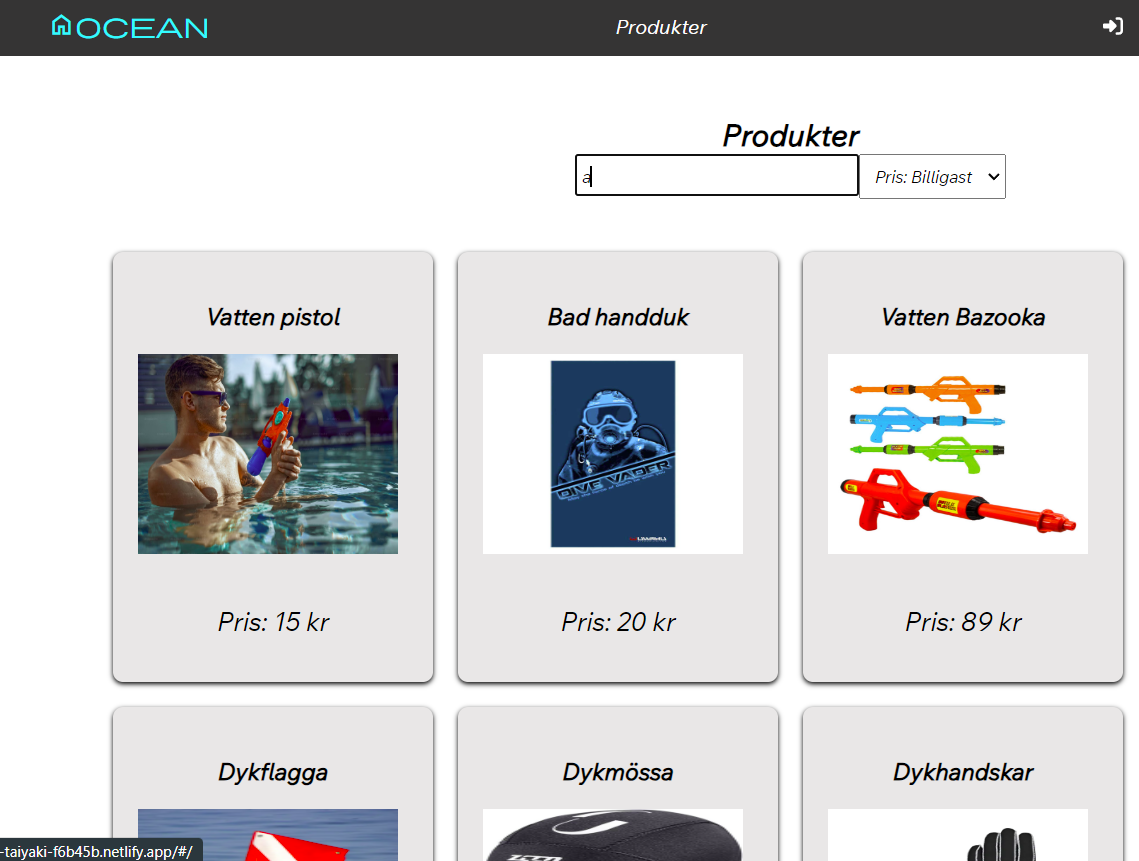 OCEAN
Produkter
Produkter
a
Pris: Billigast
Vatten pistol
Bad handduk
Vatten Bazooka
DIVE VADER
Pris: 15 kr
Pris: 20 kr
Pris: 89 kr
Dykflagga
Dykmössa
Dykhandskar
-taiyaki-f6b45b.netlify.app/#/